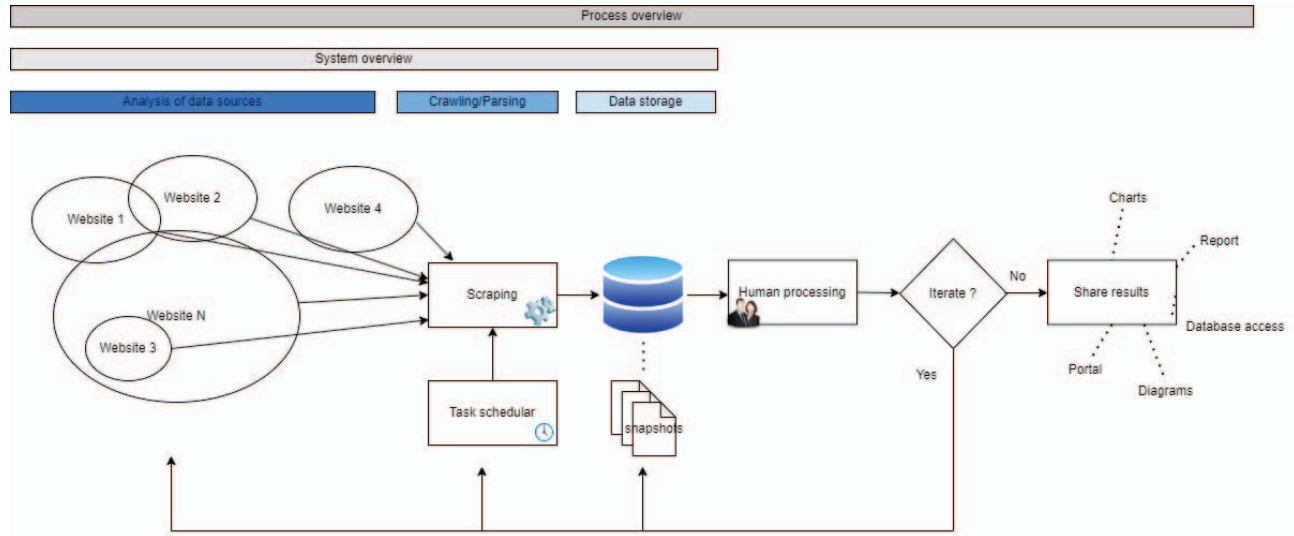 Process overview
System overview
Analysis of data sources
Crawling/Parsing
Data storage
Website 1
Website 2
Website 4
Website N
Website 3
Scraping
Task schedular
snapshots
Human processing
Iterate ?
No
Yes
Share results
Charts
Report
Database access
Portal
Diagrams